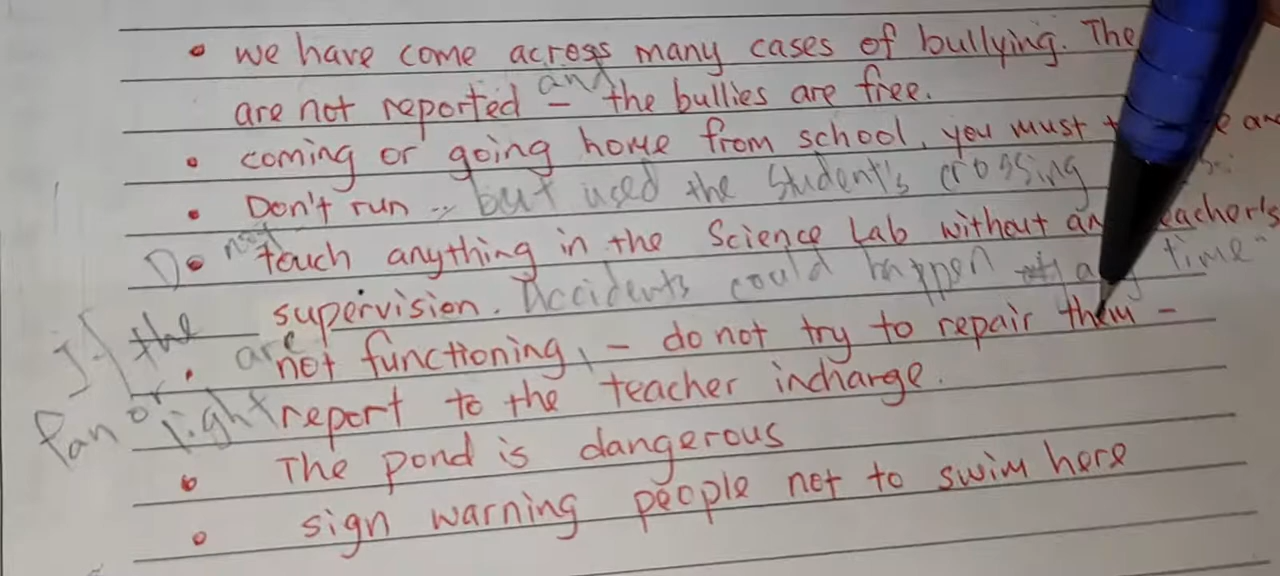 • we have come across many cases of bullying. The
and
are not reported – the bullies are free.
• coming or going home from school, you must
• Don't run but used the student's crossing
Do not touch anything in the Science Lab without teacher's
supervision. Accidents could happen time
If the
• are not functioning, – do not try to repair them –
fan or light report to the teacher incharge.
• The pond is dangerous
• sign warning people not to swim here